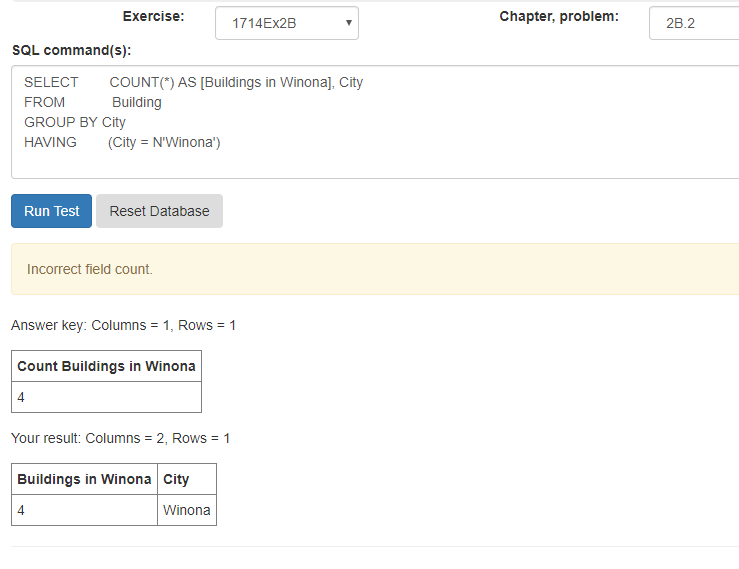 Exercise: 1714Ex2B Chapter, problem: 2B.2
SQL command(s):
SELECT COUNT(*) AS [Buildings in Winona], City
FROM Building
GROUP BY City
HAVING (City = N'Winona')
Run Test Reset Database
Incorrect field count.
Answer key: Columns = 1, Rows = 1
Count Buildings in Winona
4
Your result: Columns = 2, Rows = 1
Buildings in Winona City
4 Winona